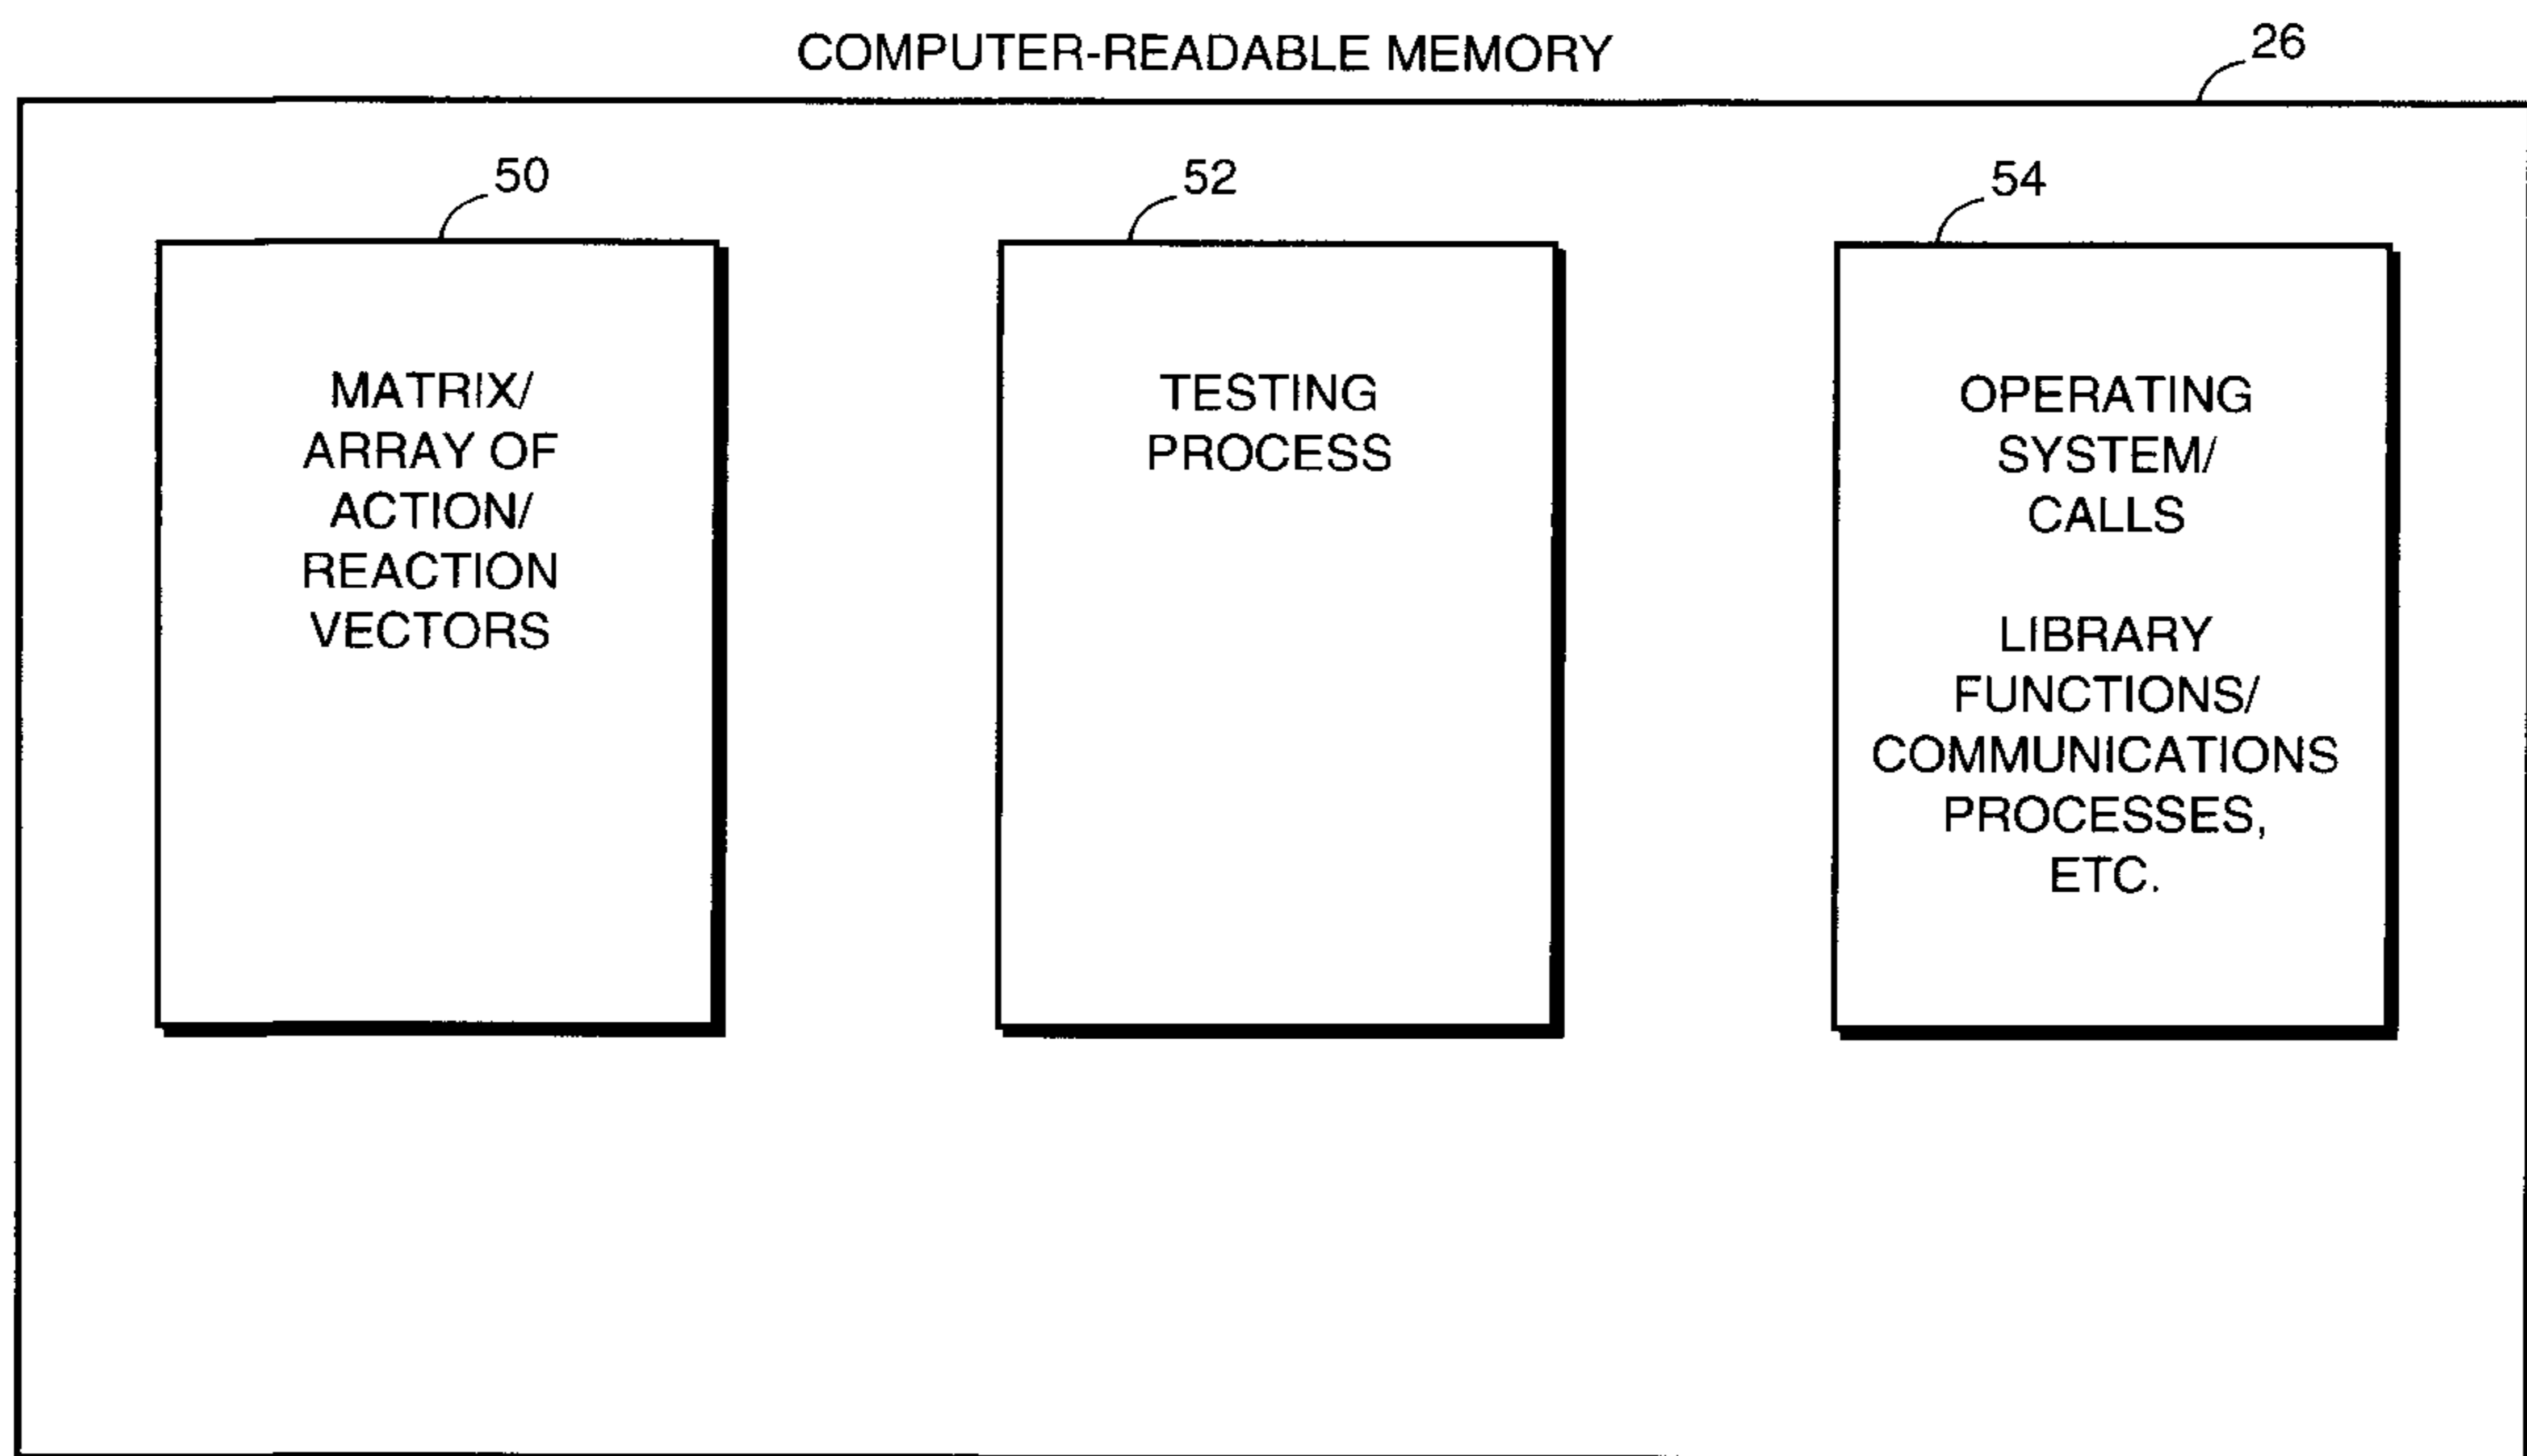 COMPUTER-READABLE MEMORY
26
50
52
54
MATRIX/
ARRAY OF
ACTION/
REACTION
VECTORS
TESTING
PROCESS
OPERATING
SYSTEM/
CALLS
LIBRARY
FUNCTIONS/
COMMUNICATIONS
PROCESSES,
ETC.